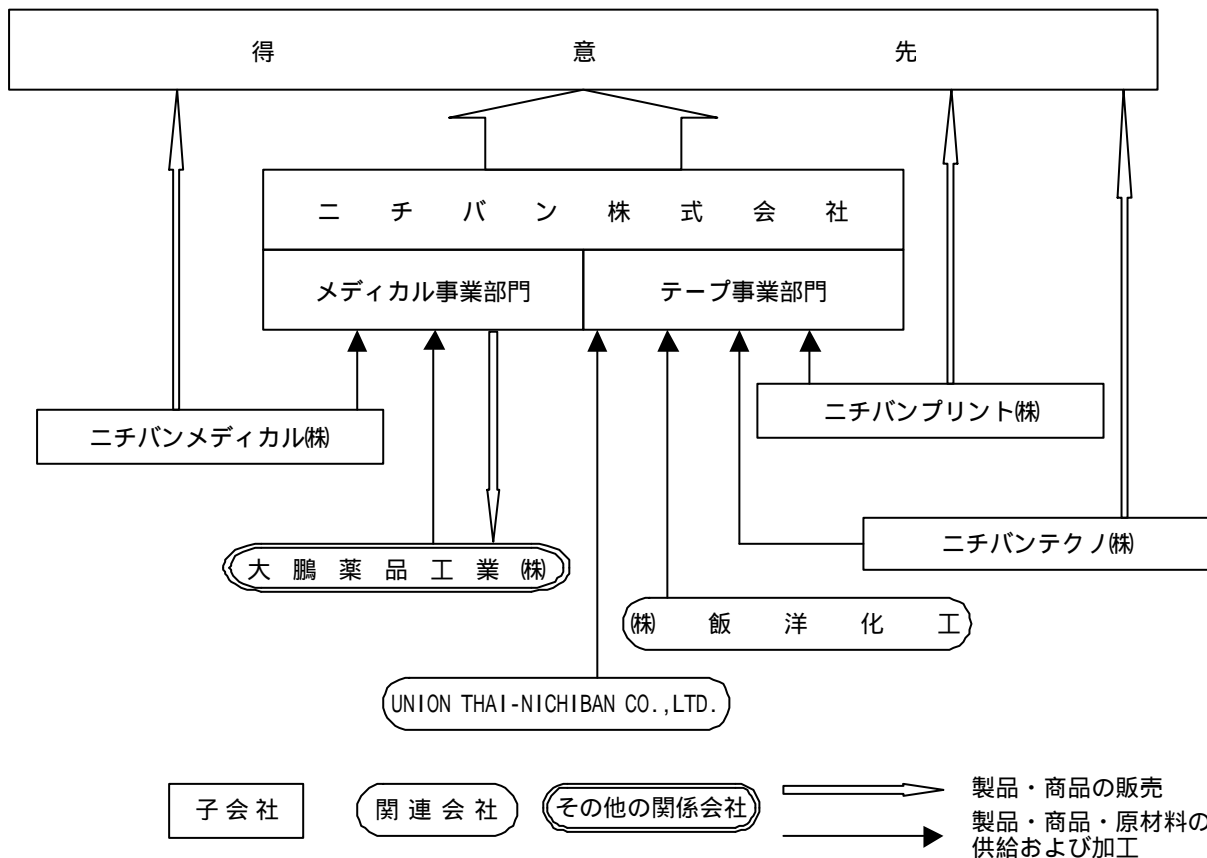 得意先
ニチバン株式会社
メディカル事業部門
テープ事業部門
ニチバンメディカル㈱
ニチバンプリント㈱
ニチバンテクノ㈱
大鵬薬品工業㈱
㈱飯洋化工
UNION THAI-NICHIBAN CO.,LTD.
子会社
関連会社
その他の関係会社
製品・商品の販売
製品・商品・原材料の
供給および加工